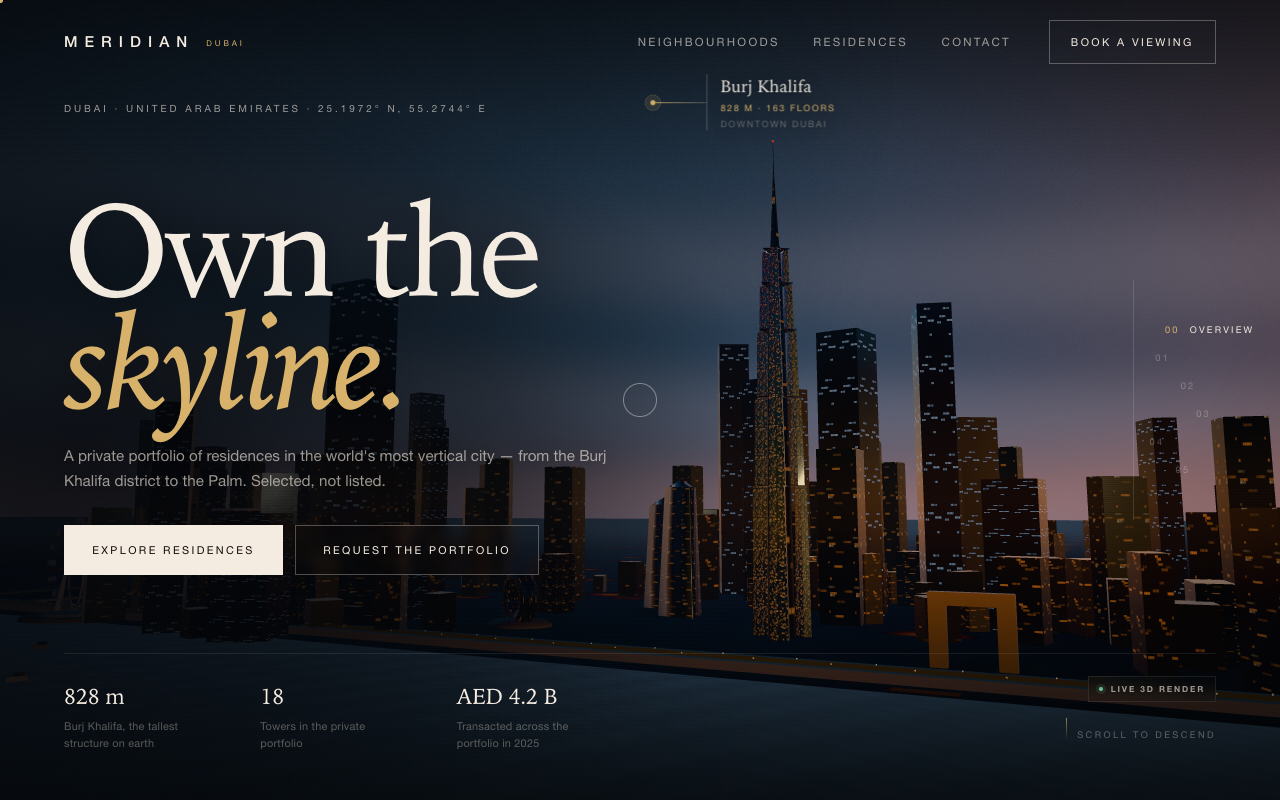 MERIDIAN DUBAI
NEIGHBOURHOODS RESIDENCES CONTACT BOOK A VIEWING
DUBAI · UNITED ARAB EMIRATES · 25.1972° N, 55.2744° E
Burj Khalifa
828 M · 163 FLOORS
DOWNTOWN DUBAI
Own the
skyline.
A private portfolio of residences in the world's most vertical city — from the Burj
Khalifa district to the Palm. Selected, not listed.
EXPLORE RESIDENCES REQUEST THE PORTFOLIO
00 OVERVIEW
01
02
03
04
05
828 m
Burj Khalifa, the tallest
structure on earth
18
Towers in the private
portfolio
AED 4.2 B
Transacted across the
portfolio in 2025
LIVE 3D RENDER
SCROLL TO DESCEND